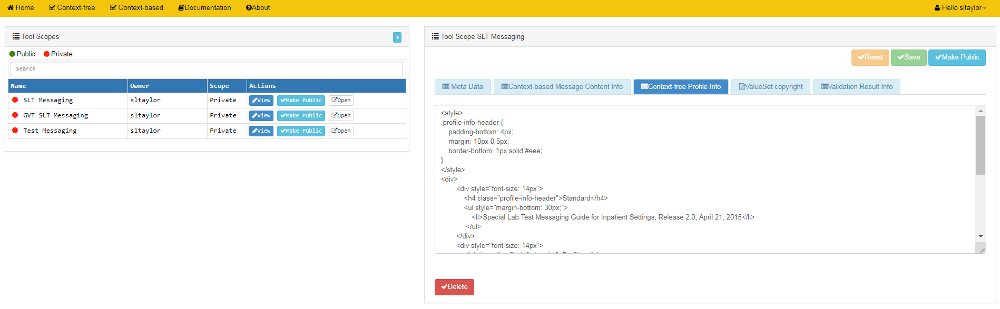 Home Context-free Context-based Documentation About Hello sltaylor
Tool Scopes
Public Private
Search
Name Owner Scope Actions
SLT Messaging sltaylor Private View Make Public Open
GVT SLT Messaging sltaylor Private View Make Public Open
Test Messaging sltaylor Private View Make Public Open
Tool Scope SLT Messaging
Reset Save Make Public
Meta Data Context-based Message Content Info Context-free Profile Info ValueSet copyright Validation Result Info
<style>
.profile-info-header {
padding-bottom: 4px;
margin: 10px 0 5px;
border-bottom: 1px solid #eee;
}
</style>
<div>
<div style="font-size: 14px">
<h4 class="profile-info-header">Standard</h4>
<ul style="margin-bottom: 30px;">
<li>Special Lab Test Messaging Guide for Inpatient Settings, Release 2.0, April 21, 2015</li>
</ul>
</div>
<div style="font-size: 14px">
Delete